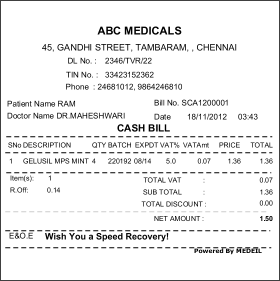 ABC MEDICALS
45, GANDHI STREET, TAMBARAM, , CHENNAI
DL No. : 2346/TVR/22
TIN No. : 33423152362
Phone : 24681012, 9864246810
Patient Name RAM Bill No. SCA1200001
Doctor Name DR.MAHESHWARI Date 18/11/2012 03:43
CASH BILL
SNo DESCRIPTION QTY BATCH EXPDT VAT% VATAmt PRICE TOTAL
1 GELUSIL MPS MINT 4 220192 08/14 5.0 0.07 1.36 1.36
Item(s): 1 TOTAL VAT : 0.07
R.Off: 0.14 SUB TOTAL : 1.36
TOTAL DISCOUNT : 0.00
NET AMOUNT : 1.50
E&O.E Wish You a Speed Recovery!
Powered By MEDEIL